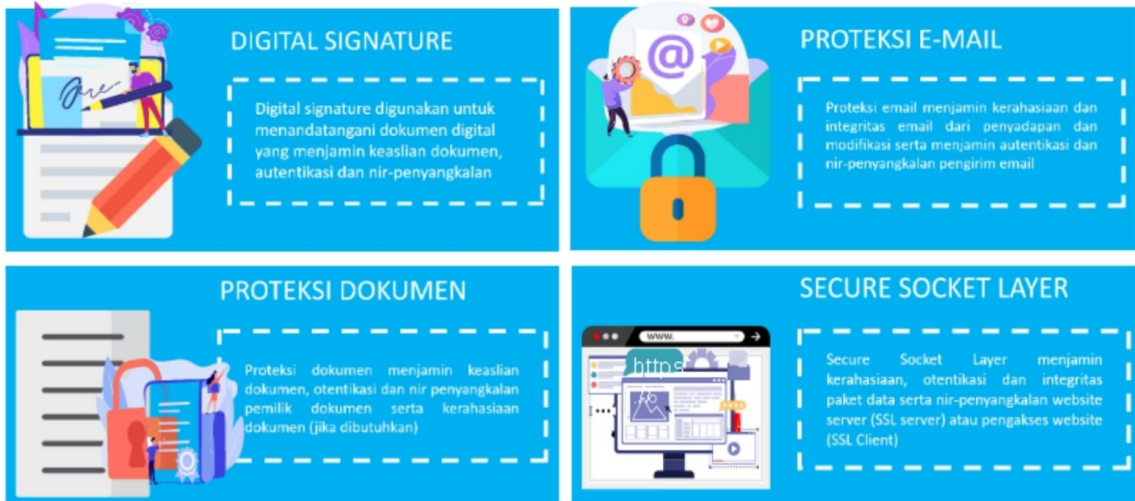 DIGITAL SIGNATURE
Digital signature digunakan untuk
menandatangani dokumen digital
yang menjamin keaslian dokumen,
autentikasi dan nir-penyangkalan
PROTEKSI E-MAIL
@
Proteksi email menjamin kerahasiaan dan
integritas email dari penyadapan dan
modifikasi serta menjamin autentikasi dan
nir-penyangkalan pengirim email
PROTEKSI DOKUMEN
Proteksi dokumen menjamin keaslian
dokumen, otentikasi dan nir penyangkalan
pemilik dokumen serta kerahasiaan
dokumen (jika dibutuhkan)
SECURE SOCKET LAYER
www.
https
Secure Socket Layer menjamin
kerahasiaan, otentikasi dan integritas
paket data serta nir-penyangkalan website
server (SSL server) atau pengakses website
(SSL Client)